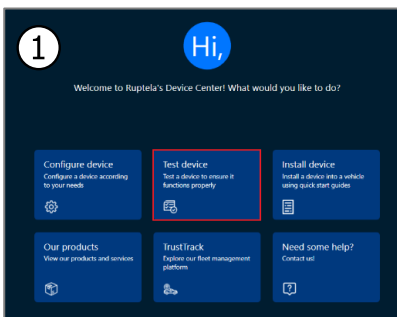 1
Hi,
Welcome to Ruptela's Device Center! What would you like to do?
Configure device
Configure a device according
to your needs
Test device
Test a device to ensure it
functions properly
Install device
Install a device into a vehicle
using quick start guides
Our products
View our products and services
TrustTrack
Explore our fleet management
platform
Need some help?
Contact us!